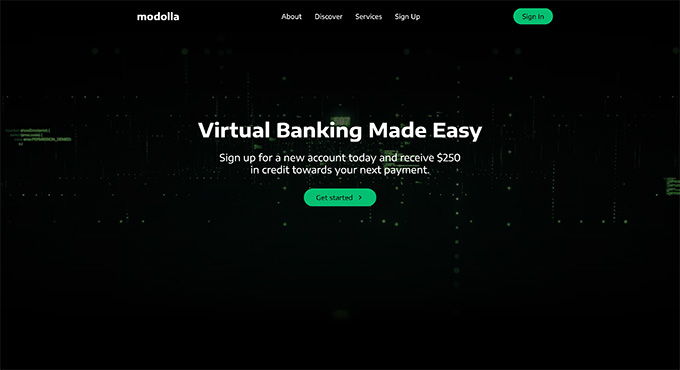 modolla
About
Discover
Services
Sign Up
Sign In
Virtual Banking Made Easy
Sign up for a new account today and receive $250
in credit towards your next payment.
Get started